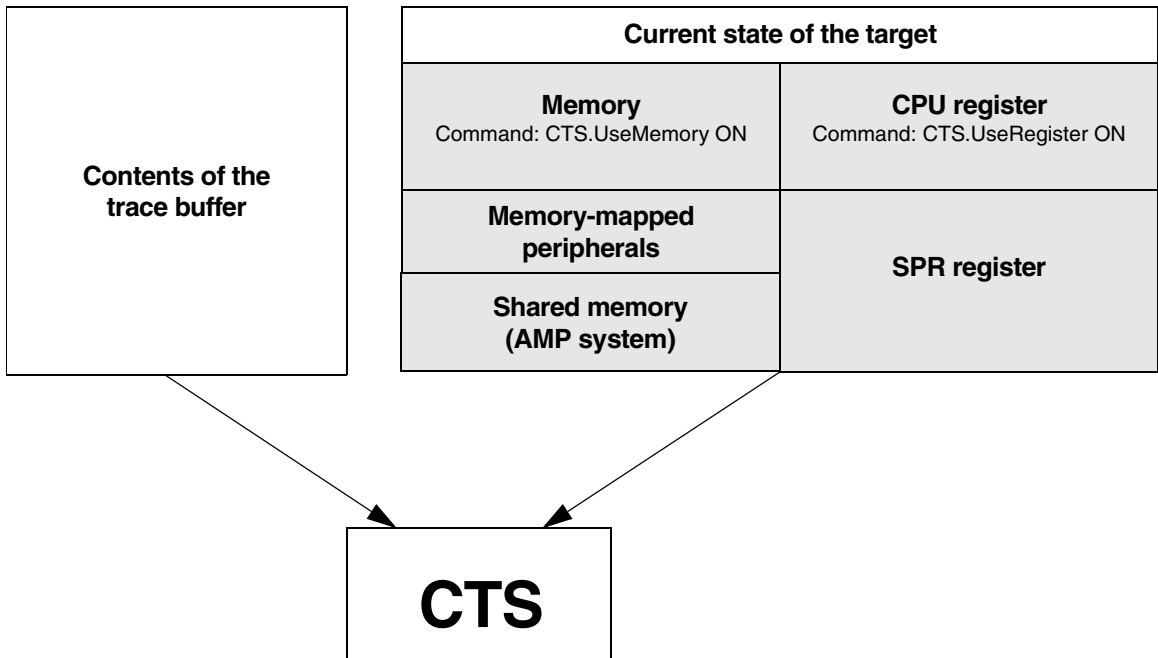 Contents of the
trace buffer
Current state of the target
Memory
Command: CTS.UseMemory ON
CPU register
Command: CTS.UseRegister ON
Memory-mapped
peripherals
SPR register
Shared memory
(AMP system)
CTS